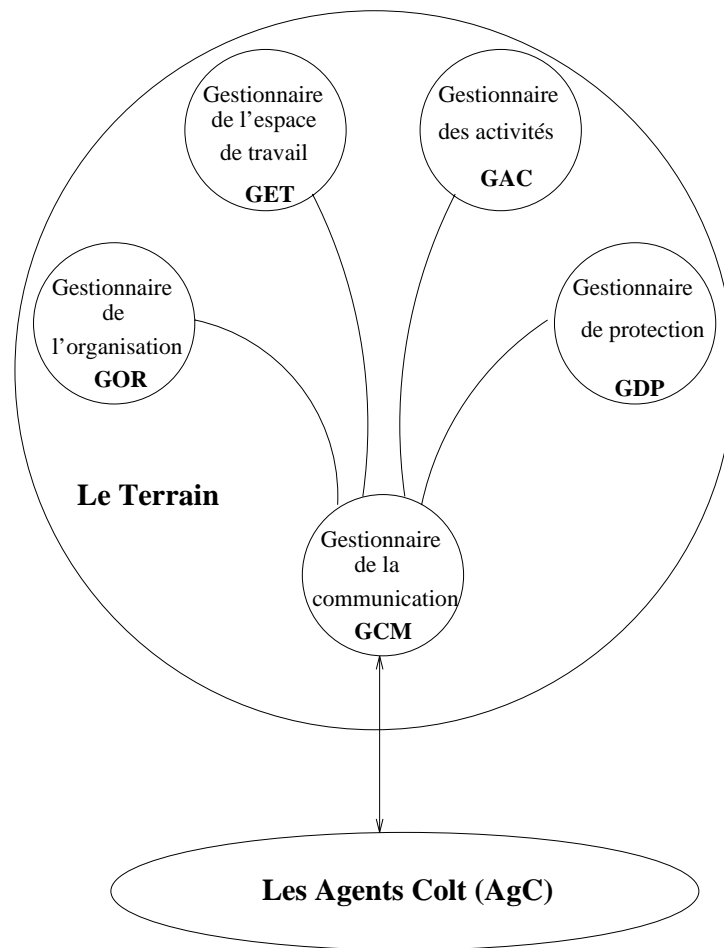 Gestionnaire
de l'espace
de travail
GET
Gestionnaire
des activités
GAC
Gestionnaire
de
l'organisation
GOR
Gestionnaire
de protection
GDP
Le Terrain
Gestionnaire
de la
communication
GCM
Les Agents Colt (AgC)